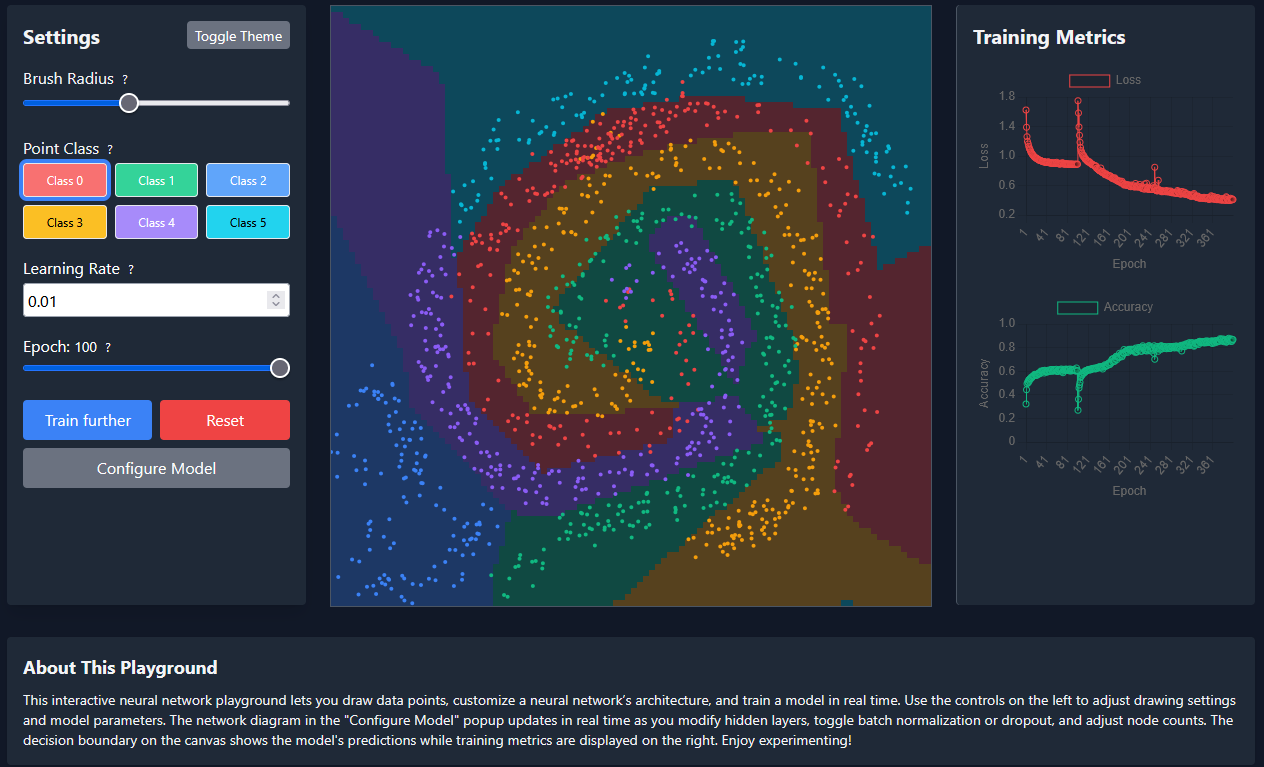 Settings
Toggle Theme
Brush Radius ?
Point Class ?
Class 0
Class 1
Class 2
Class 3
Class 4
Class 5
Learning Rate ?
0.01
Epoch: 100 ?
Train further
Reset
Configure Model
Training Metrics
Loss
1.8
1.4
1.0
0.6
0.2
Loss
1
41
81
121
161
201
241
281
321
361
Epoch
Accuracy
1.0
0.8
0.6
0.4
0.2
0
Accuracy
1
41
81
121
161
201
241
281
321
361
Epoch
About This Playground
This interactive neural network playground lets you draw data points, customize a neural network’s architecture, and train a model in real time. Use the controls on the left to adjust drawing settings
and model parameters. The network diagram in the "Configure Model" popup updates in real time as you modify hidden layers, toggle batch normalization or dropout, and adjust node counts. The
decision boundary on the canvas shows the model's predictions while training metrics are displayed on the right. Enjoy experimenting!